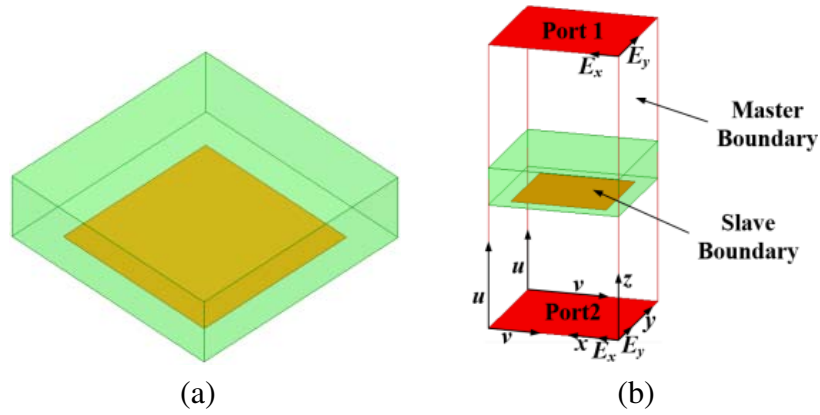 Port 1
E_x
E_y
Master
Boundary
Slave
Boundary
u
u
v
z
Port2
y
v
x
E_x
E_y
(a)
(b)